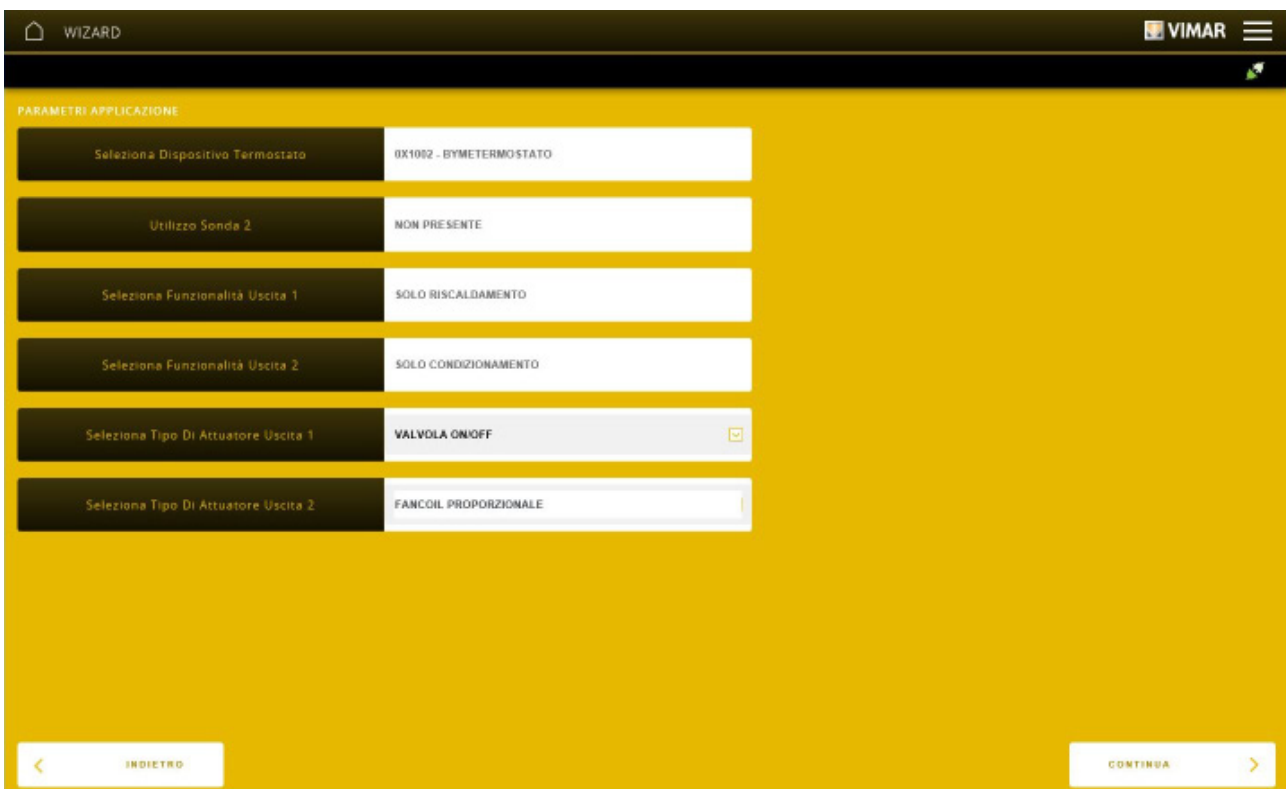 WIZARD
VIMAR
PARAMETRI APPLICAZIONE
Seleziona Dispositivo Termostato
0X1002 - BYMETERMOSTATO
Utilizzo Sonda 2
NON PRESENTE
Seleziona Funzionalità Uscita 1
SOLO RISCALDAMENTO
Seleziona Funzionalità Uscita 2
SOLO CONDIZIONAMENTO
Seleziona Tipo Di Attuatore Uscita 1
VALVOLA ON/OFF
Seleziona Tipo Di Attuatore Uscita 2
FANCOIL PROPORZIONALE
INDIETRO
CONTINUA